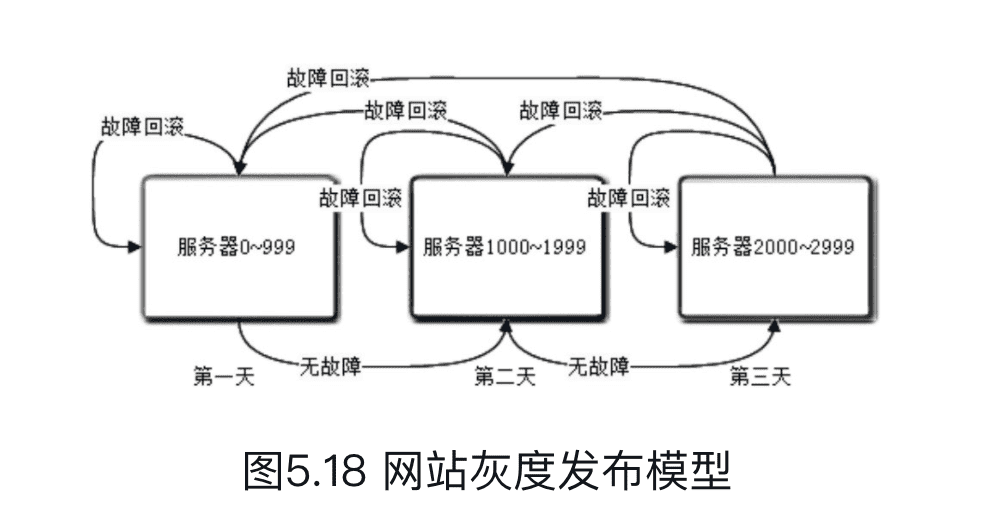 故障回滚
故障回滚
故障回滚
故障回滚
故障回滚
故障回滚
服务器0~999
服务器1000~1999
服务器2000~2999
无故障
无故障
第一天
第二天
第三天
图5.18 网站灰度发布模型